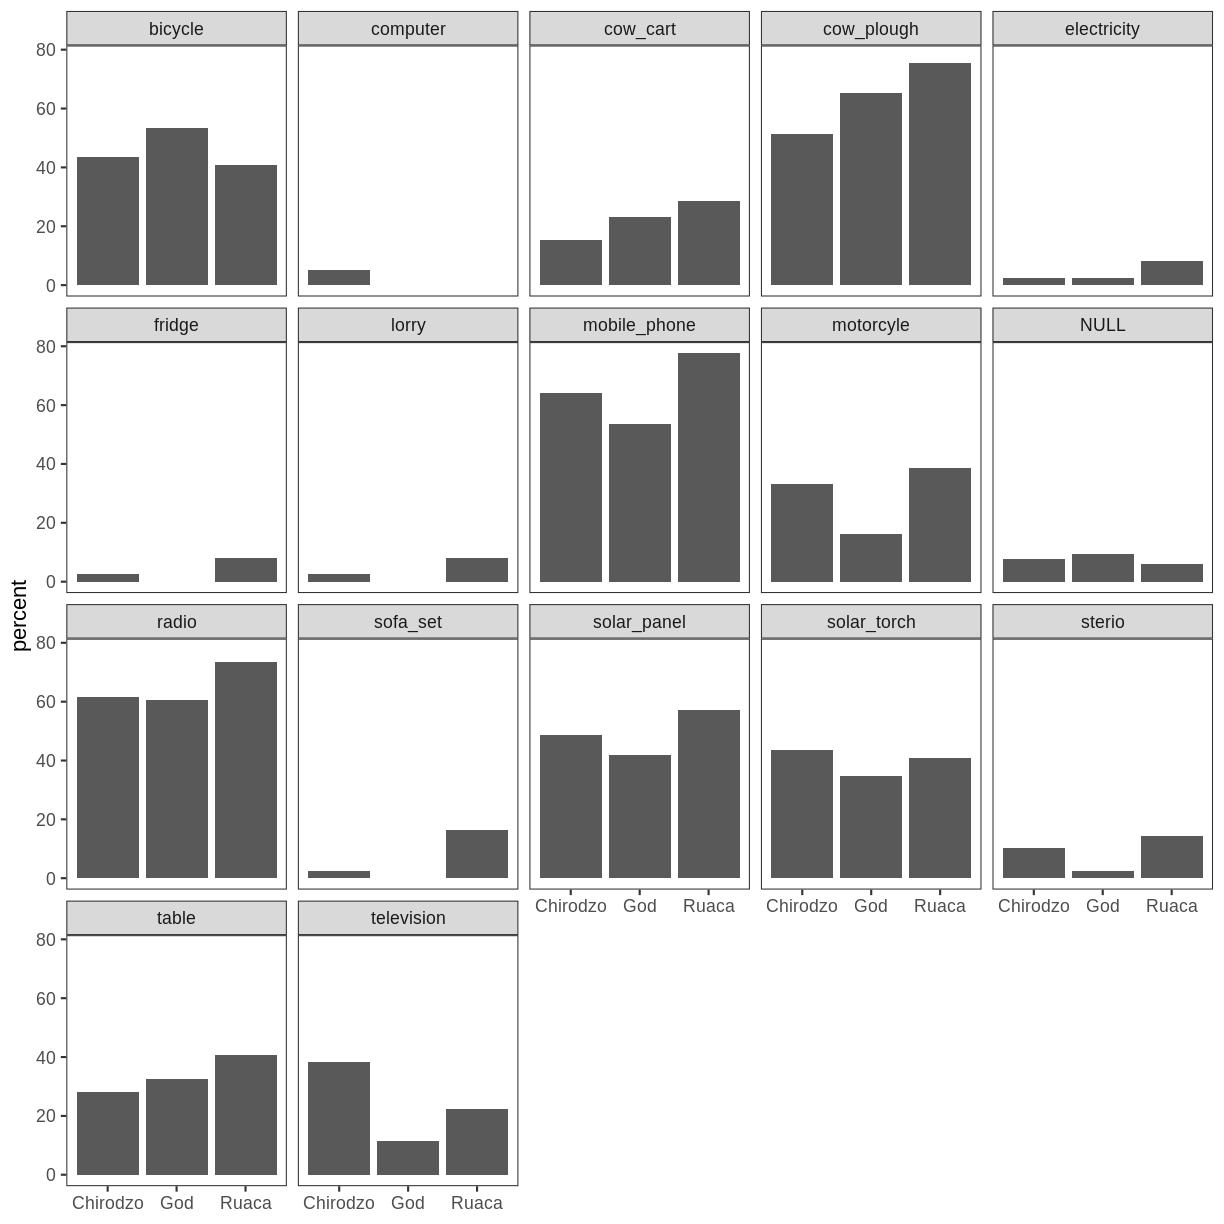 bicycle computer cow_cart cow_plough electricity
80
60
40
20
0
fridge lorry mobile_phone motorcyle NULL
80
60
40
20
0
percent
radio sofa_set solar_panel solar_torch sterio
80
60
40
20
0
Chirodzo God Ruaca Chirodzo God Ruaca Chirodzo God Ruaca
table television
80
60
40
20
0
Chirodzo God Ruaca Chirodzo God Ruaca